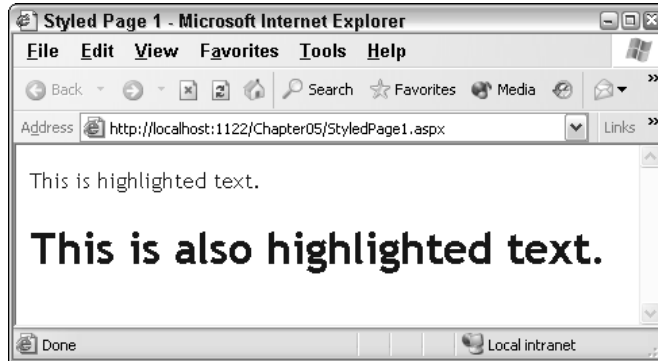 Styled Page 1 - Microsoft Internet Explorer
File Edit View Favorites Tools Help
Back Search Favorites Media »
Address http://localhost:1122/Chapter05/StyledPage1.aspx Links »
This is highlighted text.
This is also highlighted text.
Done Local intranet